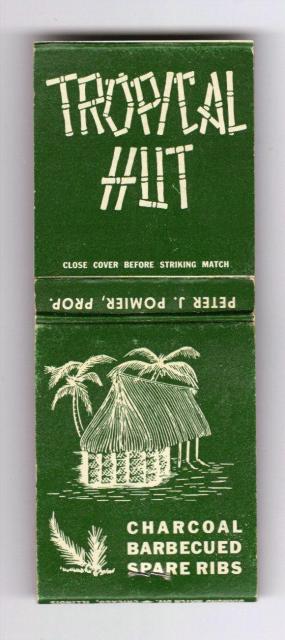 TROPICAL
HUT
CLOSE COVER BEFORE STRIKING MATCH
PETER J. POMIER, PROP.
CHARCOAL
BARBECUED
SPARE RIBS